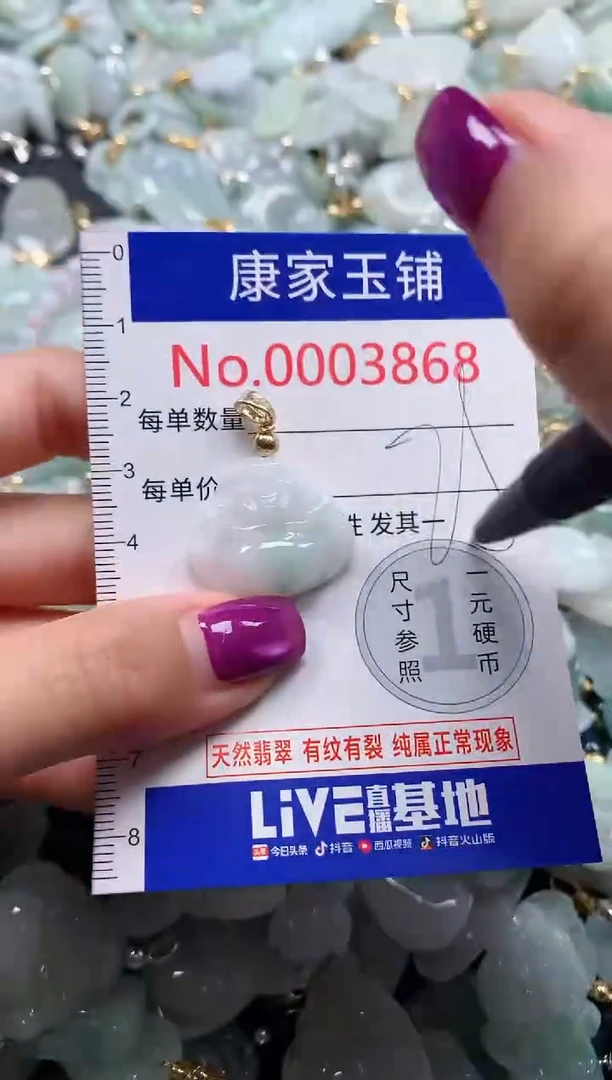 0
康家玉铺
1
No.0003868
2
每单数量
3
每单价
4
发其一
尺寸参照
1
一元硬币
7
天然翡翠 有纹有裂 纯属正常现象
8
LiVE直播基地
头条 今日头条 抖音 西瓜视频 抖音火山版